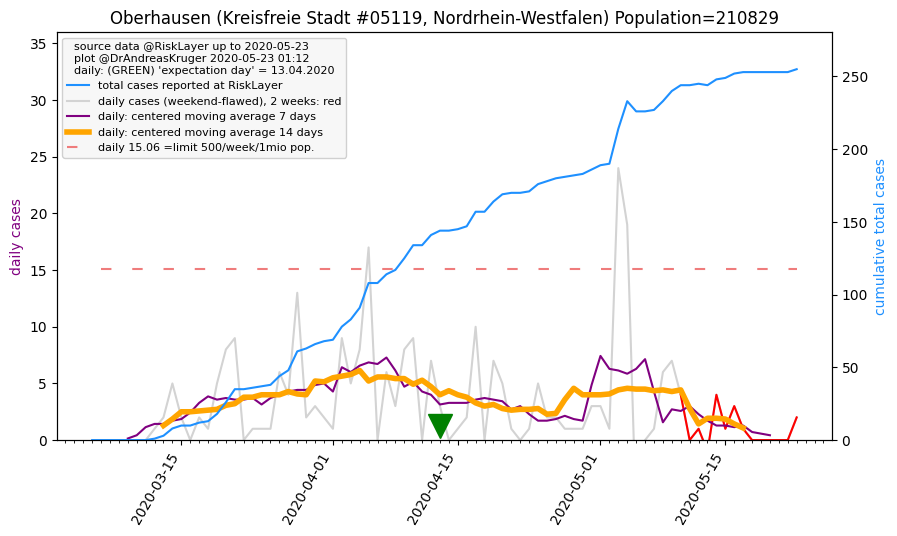 Oberhausen (Kreisfreie Stadt #05119, Nordrhein-Westfalen) Population=210829
source data @RiskLayer up to 2020-05-23
plot @DrAndreasKruger 2020-05-23 01:12
daily: (GREEN) 'expectation day' = 13.04.2020
total cases reported at RiskLayer
daily cases (weekend-flawed), 2 weeks: red
daily: centered moving average 7 days
daily: centered moving average 14 days
daily 15.06 =limit 500/week/1mio pop.
daily cases
35
30
25
20
15
10
5
0
cumulative total cases
250
200
150
100
50
0
2020-03-15
2020-04-01
2020-04-15
2020-05-01
2020-05-15